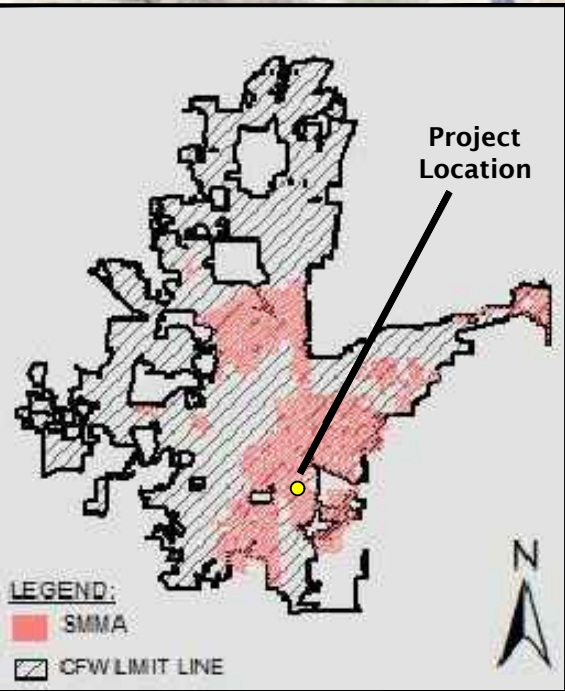 Project
Location
N
LEGEND:
SMMA
CFW LIMIT LINE